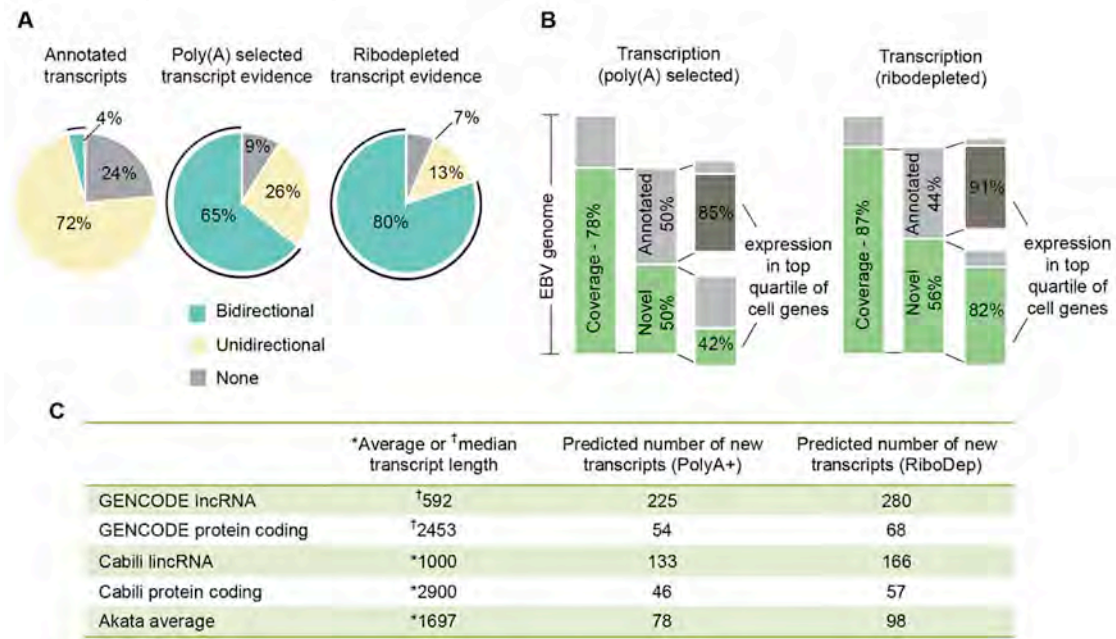 A
Annotated
transcripts
Poly(A) selected
transcript evidence
Ribodepleted
transcript evidence
4%
24%
72%
9%
26%
65%
7%
13%
80%
Bidirectional
Unidirectional
None
B
Transcription
(poly(A) selected)
Transcription
(ribodepleted)
EBV genome
Coverage - 78%
Annotated
50%
Novel
50%
85%
42%
expression
in top
quartile of
cell genes
Coverage - 87%
Annotated
44%
Novel
56%
91%
82%
expression
in top
quartile of
cell genes
C
*Average or †median
transcript length
Predicted number of new
transcripts (PolyA+)
Predicted number of new
transcripts (RiboDep)
GENCODE lncRNA †592 225 280
GENCODE protein coding †2453 54 68
Cabili lincRNA *1000 133 166
Cabili protein coding *2900 46 57
Akata average *1697 78 98